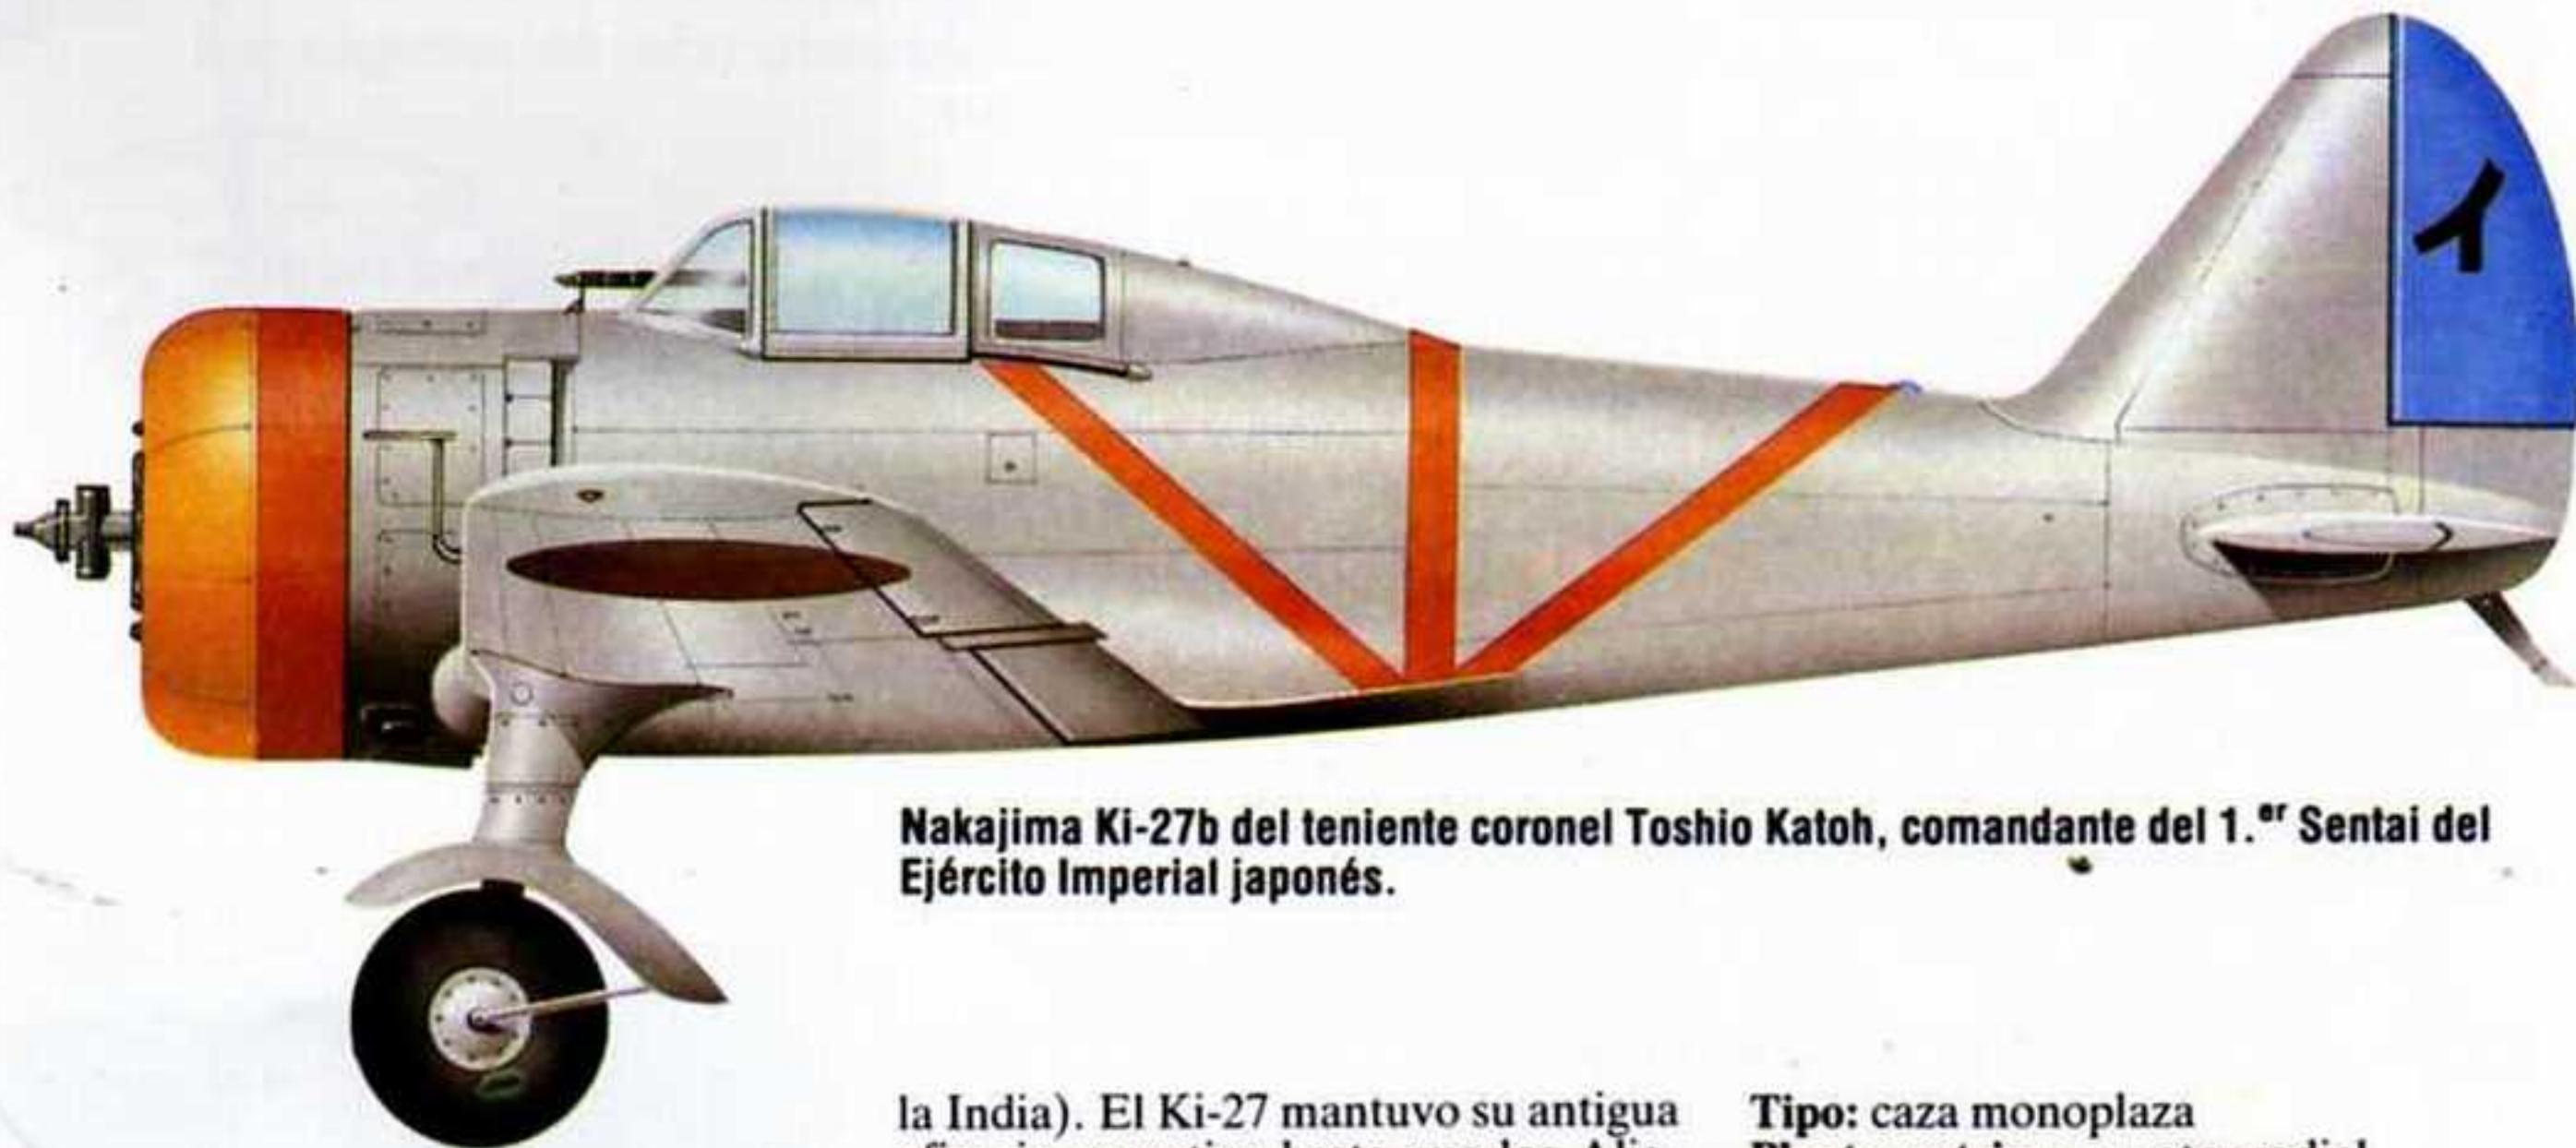 Nakajima Ki-27b del teniente coronel Toshio Katoh, comandante del 1.er Sentai del
Ejército Imperial japonés.
la India). El Ki-27 mantuvo su antigua
Tipo: caza monoplaza